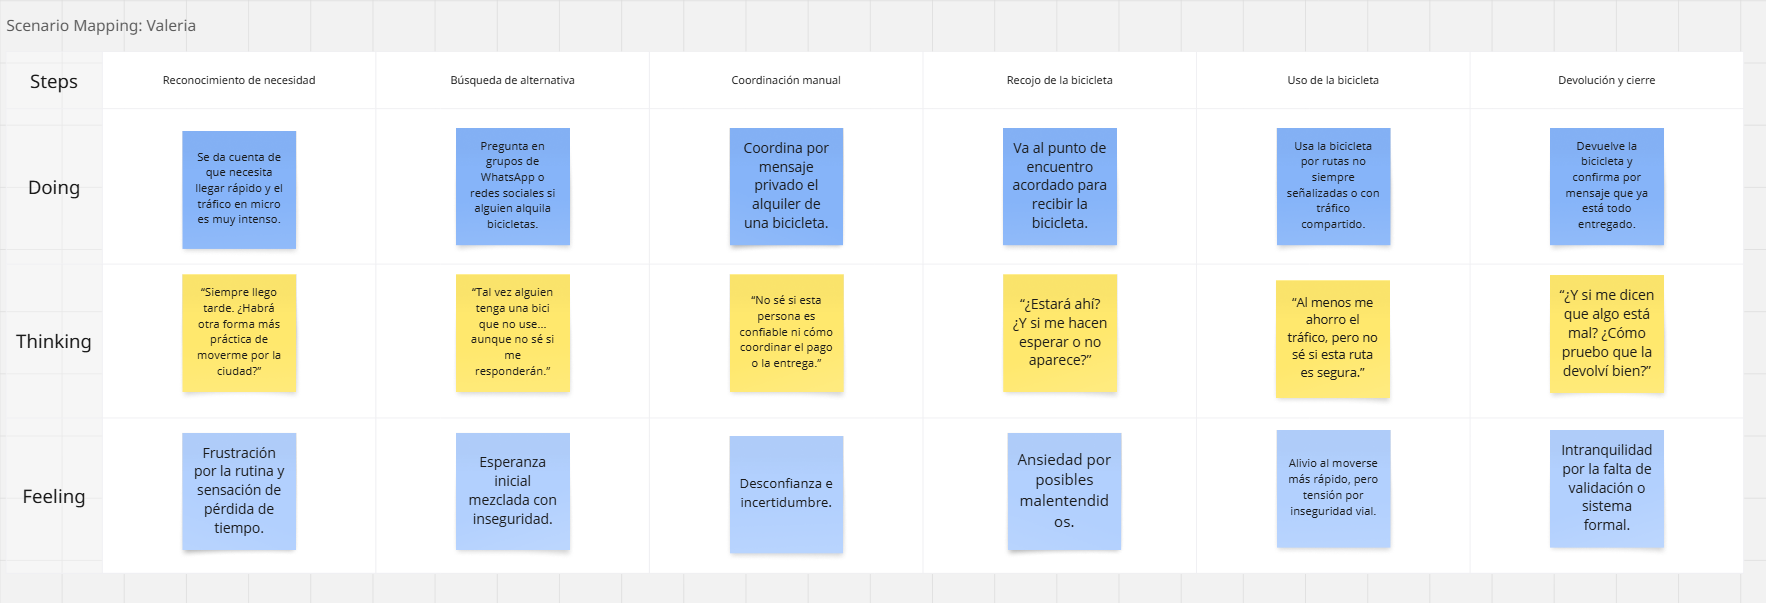 Scenario Mapping: Valeria
Steps
Reconocimiento de necesidad
Búsqueda de alternativa
Coordinación manual
Recojo de la bicicleta
Uso de la bicicleta
Devolución y cierre
Doing
Se da cuenta de
que necesita
llegar rápido y el
tráfico en micro
es muy intenso.
Pregunta en
grupos de
WhatsApp o
redes sociales si
alguien alquila
bicicletas.
Coordina por
mensaje
privado el
alquiler de
una bicicleta.
Va al punto de
encuentro
acordado para
recibir la
bicicleta.
Usa la bicicleta
por rutas no
siempre
señalizadas o con
tráfico
compartido.
Devuelve la
bicicleta y
confirma por
mensaje que ya
está todo
entregado.
Thinking
“Siempre llego
tarde. ¿Habrá
otra forma más
práctica de
moverme por la
ciudad?”
“Tal vez alguien
tenga una bici
que no use...
aunque no sé si
me
responderán.”
“No sé si esta
persona es
confiable ni cómo
coordinar el pago
o la entrega.”
“¿Estará ahí?
¿Y si me hacen
esperar o no
aparece?”
“Al menos me
ahorro el
tráfico, pero no
sé si esta ruta
es segura.”
“¿Y si me dicen
que algo está
mal? ¿Cómo
pruebo que la
devolví bien?”
Feeling
Frustración
por la rutina y
sensación de
pérdida de
tiempo.
Esperanza
inicial
mezclada con
inseguridad.
Desconfianza e
incertidumbre.
Ansiedad por
posibles
malentendid
os.
Alivio al moverse
más rápido, pero
tensión por
inseguridad vial.
Intranquilidad
por la falta de
validación o
sistema
formal.